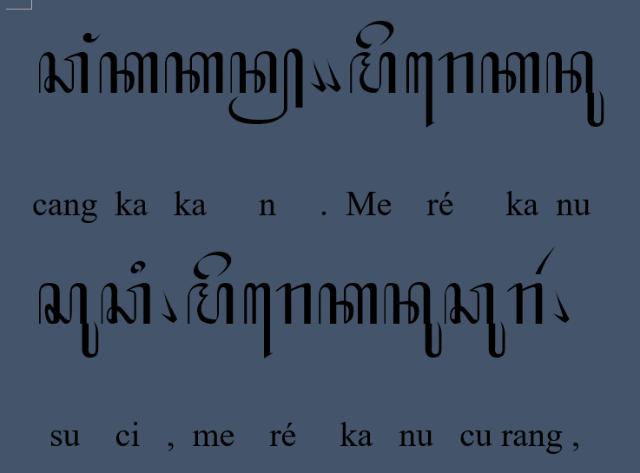 ꦕꦁꦏꦏꦤ꧀꧉ꦩꦼꦫꦺꦏꦤꦸ
cang ka ka n . Me ré ka nu
ꦱꦸꦕꦶ꧈ꦩꦼꦫꦺꦏꦤꦸꦕꦸꦫꦂ꧈
su ci , me ré ka nu cu rang ,